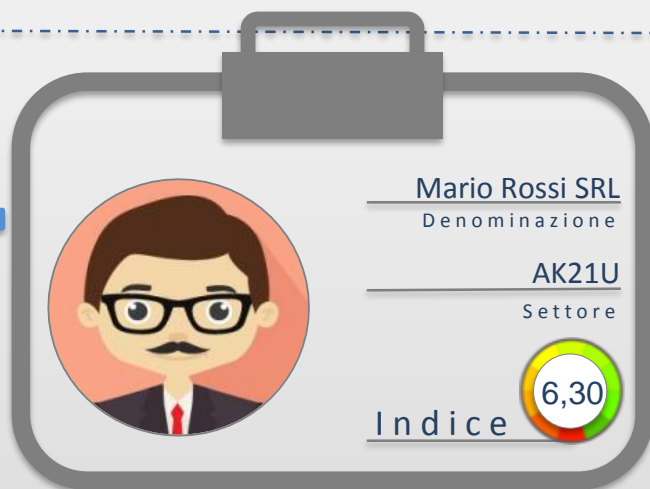 Mario Rossi SRL
Denominazione
AK21U
Settore
Indice 6,30